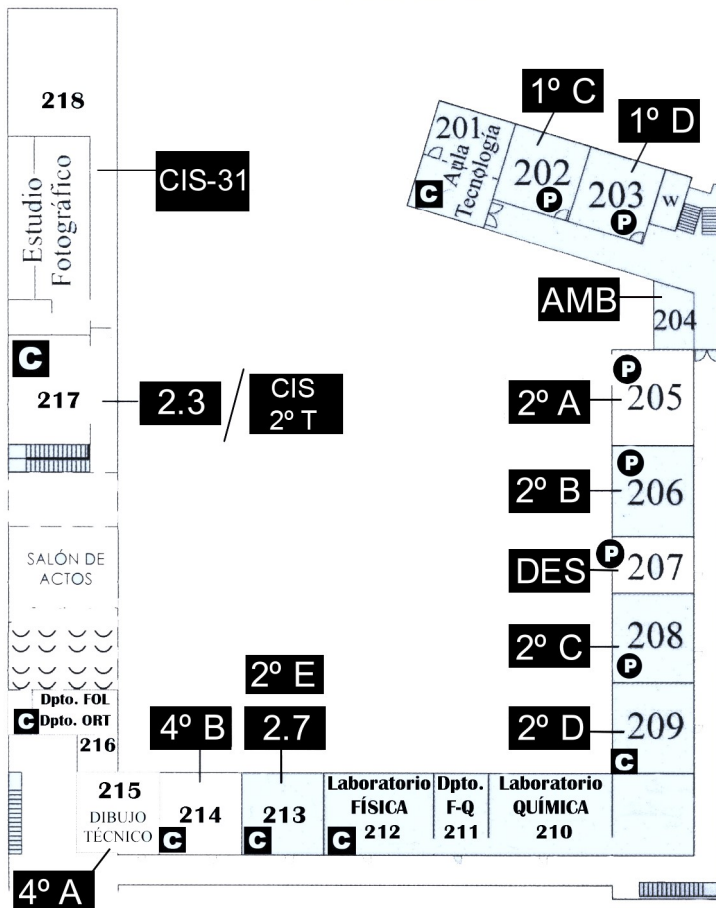 218
Estudio
Fotográfico
CIS-31
1º C
1º D
201
Aula
Tecnología
C
202
P
203
P
W
AMB
204
C
217
2.3
CIS
2º T
2º A
P
205
2º B
P
206
DES
P
207
2º C
208
P
2º D
209
C
SALÓN DE
ACTOS
Dpto. FOL
C Dpto. ORT
216
4º B
2º E
2.7
215
DIBUJO
TÉCNICO
4º A
214
C
213
C
Laboratorio
FÍSICA
212
C
Dpto.
F-Q
211
Laboratorio
QUÍMICA
210